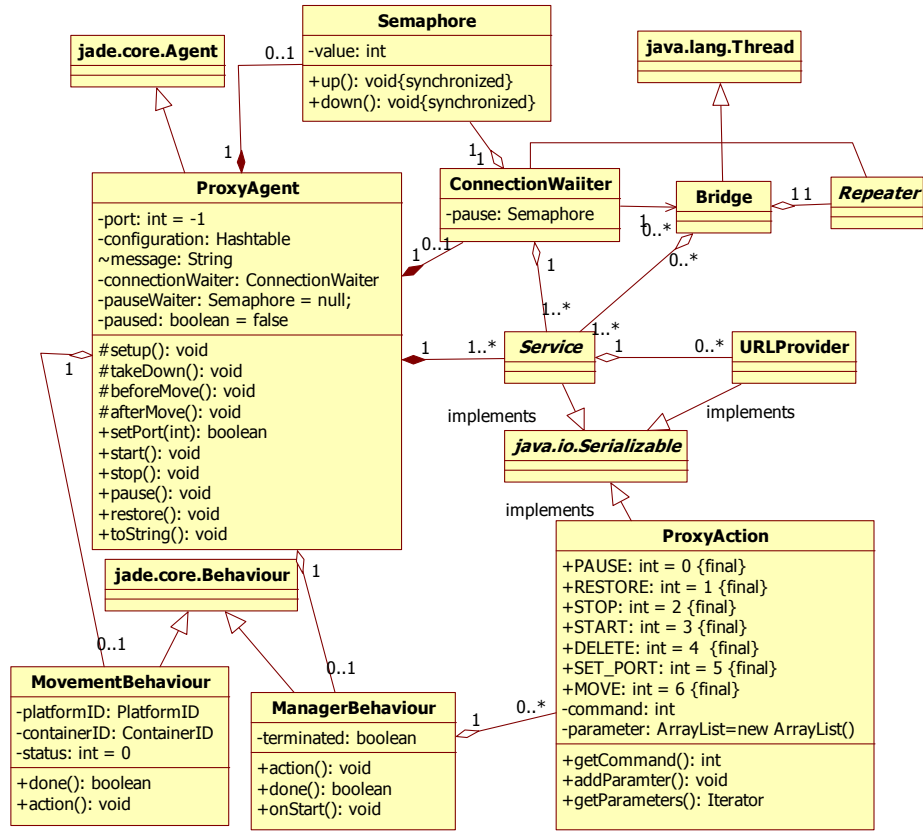 Semaphore
-value: int
+up(): void{synchronized}
+down(): void{synchronized}
jade.core.Agent
java.lang.Thread
0..1
1
1
1
ProxyAgent
-port: int = -1
-configuration: Hashtable
~message: String
-connectionWaiter: ConnectionWaiter
-pauseWaiter: Semaphore = null;
-paused: boolean = false
#setup(): void
#takeDown(): void
#beforeMove(): void
#afterMove(): void
+setPort(int): boolean
+start(): void
+stop(): void
+pause(): void
+restore(): void
+toString(): void
ConnectionWaiiter
-pause: Semaphore
Bridge
1
1
Repeater
1
0..*
0..1
1
1
0..*
1..*
1..*
1
1..*
Service
1
0..*
URLProvider
1
implements
implements
java.io.Serializable
implements
jade.core.Behaviour
1
0..1
0..1
MovementBehaviour
-platformID: PlatformID
-containerID: ContainerID
-status: int = 0
+done(): boolean
+action(): void
ManagerBehaviour
-terminated: boolean
+action(): void
+done(): boolean
+onStart(): void
1
0..*
ProxyAction
+PAUSE: int = 0 {final}
+RESTORE: int = 1 {final}
+STOP: int = 2 {final}
+START: int = 3 {final}
+DELETE: int = 4 {final}
+SET_PORT: int = 5 {final}
+MOVE: int = 6 {final}
-command: int
-parameter: ArrayList=new ArrayList()
+getCommand(): int
+addParamter(): void
+getParameters(): Iterator